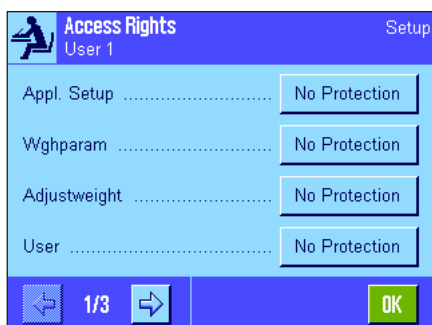 Access Rights Setup
User 1
Appl. Setup ............................ No Protection
Wghparam ............................ No Protection
Adjustweight ......................... No Protection
User ..................................... No Protection
1/3 OK